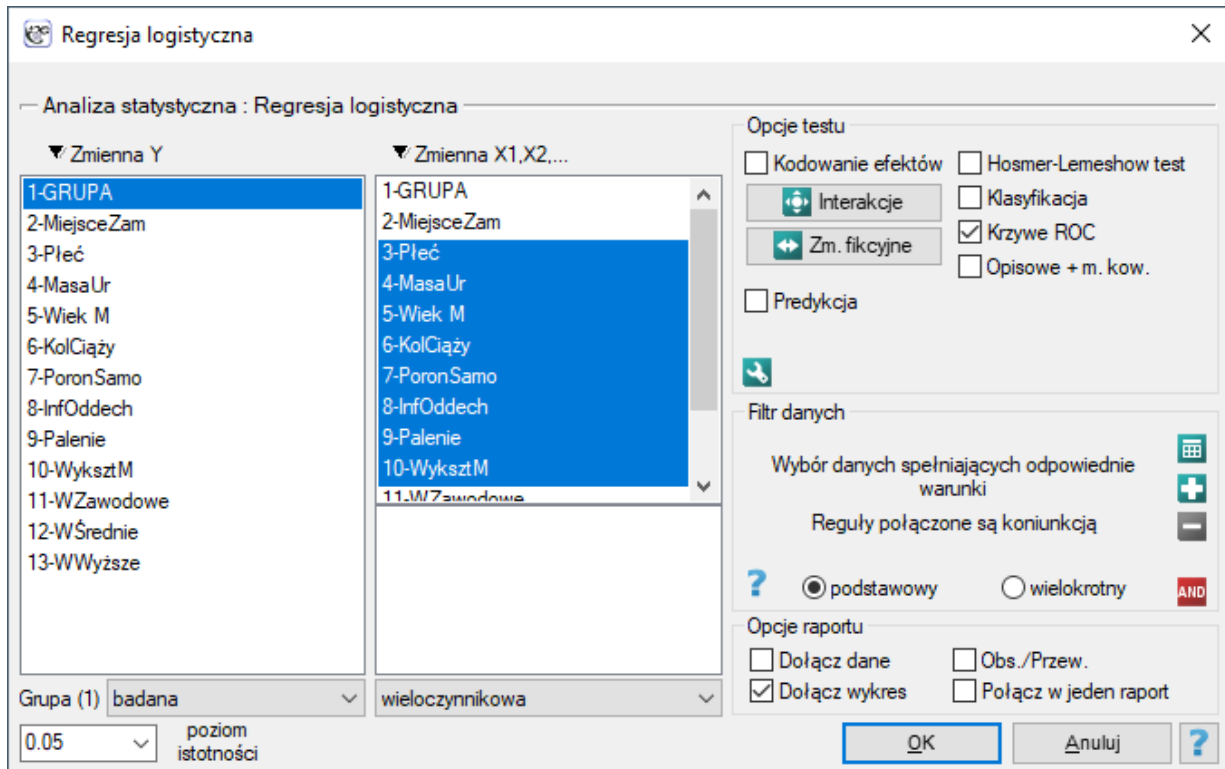 Regresja logistyczna
Analiza statystyczna : Regresja logistyczna
Zmienna Y
1-GRUPA
2-MiejsceZam
3-Płeć
4-MasaUr
5-Wiek M
6-KolCiąży
7-PoronSamo
8-InfOddech
9-Palenie
10-WyksztM
11-WZawodowe
12-WŚrednie
13-WWyższe
Grupa (1) badana
0.05
poziom
istotności
Zmienna X1,X2,...
1-GRUPA
2-MiejsceZam
3-Płeć
4-MasaUr
5-Wiek M
6-KolCiąży
7-PoronSamo
8-InfOddech
9-Palenie
10-WyksztM
11-WZawodowe
wieloczynnikowa
Opcje testu
Kodowanie efektów
Interakcje
Zm. fikcyjne
Predykcja
Hosmer-Lemeshow test
Klasyfikacja
Krzywe ROC
Opisowe + m. kow.
Filtr danych
Wybór danych spełniających odpowiednie
warunki
Reguły połączone są koniunkcją
? podstawowy wielokrotny AND
Opcje raportu
Dołącz dane Obs./Przew.
Dołącz wykres Połącz w jeden raport
OK Anuluj ?